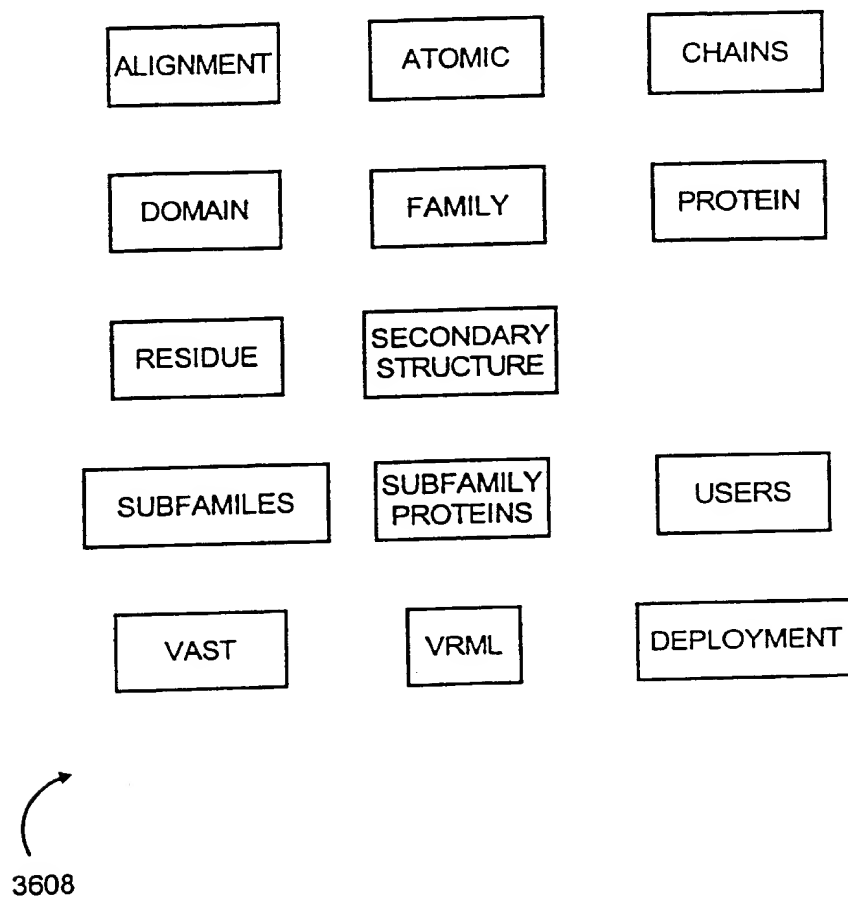 ALIGNMENT
ATOMIC
CHAINS
DOMAIN
FAMILY
PROTEIN
RESIDUE
SECONDARY
STRUCTURE
SUBFAMILES
SUBFAMILY
PROTEINS
USERS
VAST
VRML
DEPLOYMENT
3608